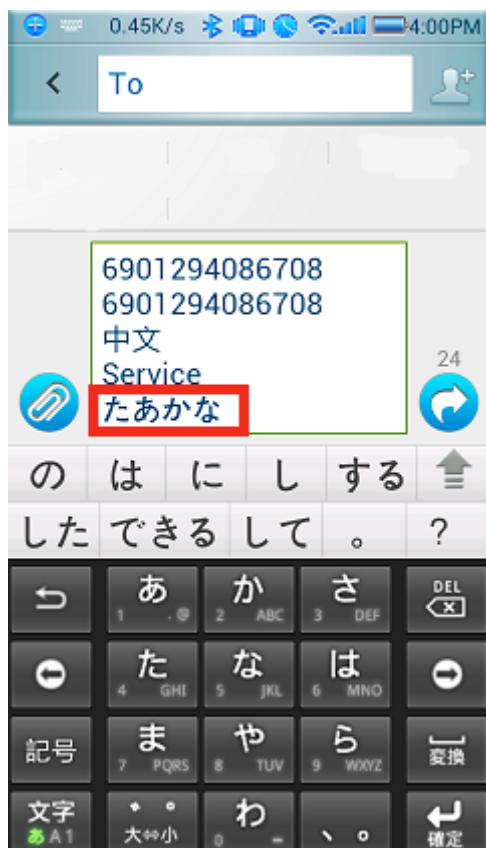 0.45K/s 4:00PM
To
6901294086708
6901294086708
中文
Service
24
たあかな
の は に し する
した できる して 。 ?
あ か さ DEL
1 .@ 2 ABC 3 DEF
た な は
4 GHI 5 JKL 6 MNO
記号 ま や ら 変換
7 PQRS 8 TUV 9 WXYZ
文字 ゛ ゜ わ 、 。
あA1 大⇔小 0 - 確定